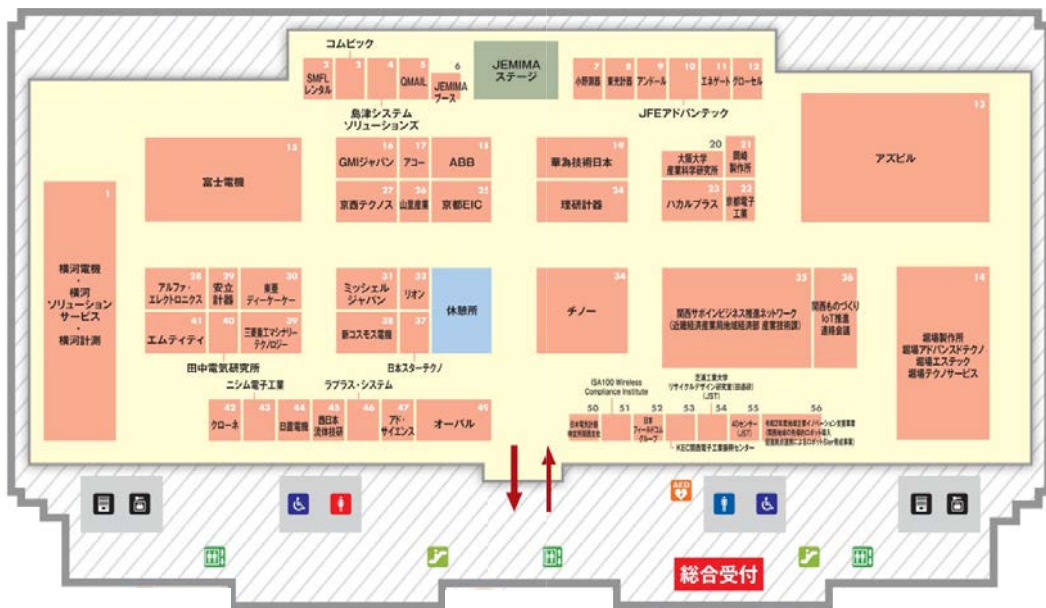 コムピック
2
SMFL
レンタル
3
4
5
QMAIL
6
JEMIMA
ブース
島津システム
ソリューションズ
JEMIMA
ステージ
7
小野測器
8
東光計器
9
アンドール
10
11
エネゲート
12
グローセル
JFEアドバンテック
13
アズビル
15
富士電機
16
GMIジャパン
17
アコー
18
ABB
19
華為技術日本
20
大阪大学
産業科学研究所
21
岡崎
製作所
1
横河電機
・
横河
ソリューション
サービス
・
横河計測
27
京西テクノス
26
山里産業
25
京都EIC
24
理研計器
23
ハカルプラス
22
京都電子
工業
28
アルファ・
エレクトロニクス
29
安立
計器
30
東亜
ディーケーケー
31
ミッシェル
ジャパン
33
リオン
休憩所
34
チノー
35
関西サポインビジネス推進ネットワーク
(近畿経済産業局地域経済部 産業技術課)
36
関西ものづくり
IoT推進
連絡会議
14
堀場製作所
堀場アドバンスドテクノ
堀場エステック
堀場テクノサービス
41
エムティティ
40
39
三菱重工マシナリー
テクノロジー
38
新コスモス電機
37
田中電気研究所
日本スターテクノ
ニシム電子工業
ラプラス・システム
ISA100 Wireless
Compliance Institute
芝浦工業大学
リサイクルデザイン研究室(田邉研)
(JST)
42
クローネ
43
44
日置電機
45
西日本
流体技研
46
47
アド・
サイエンス
49
オーバル
50
日本電気計器
検定所関西支社
51
52
日本
フィールドコム
グループ
53
54
55
4Dセンサー
(JST)
56
KEC関西電子工業振興センター
AED
総合受付